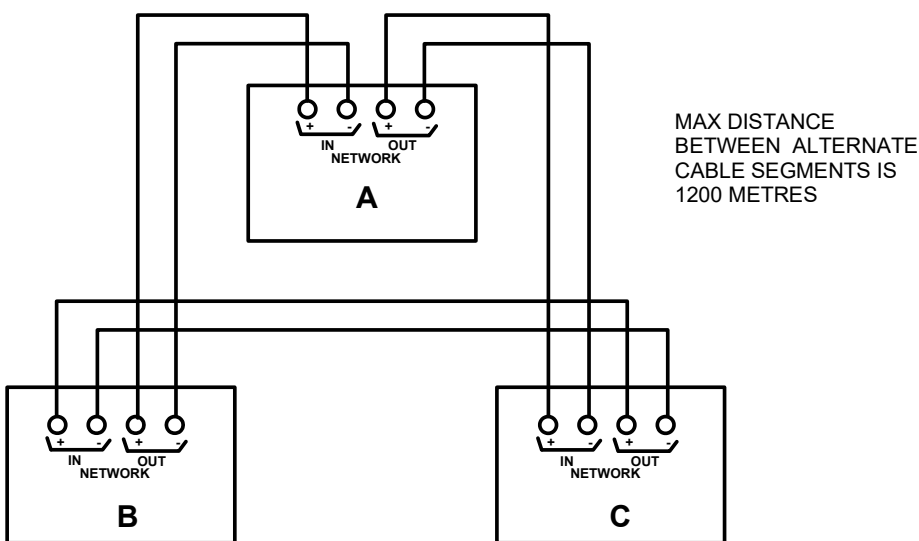 + - + -
IN OUT
NETWORK
A
MAX DISTANCE
BETWEEN ALTERNATE
CABLE SEGMENTS IS
1200 METRES
+ - + -
IN OUT
NETWORK
B
+ - + -
IN OUT
NETWORK
C